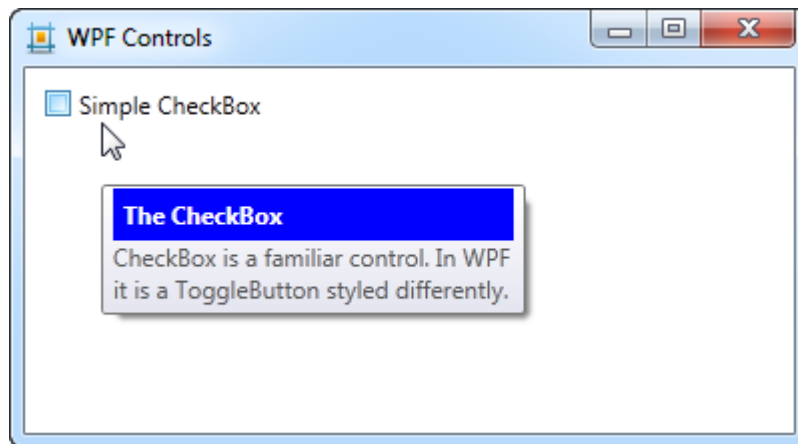 WPF Controls
Simple CheckBox
The CheckBox
CheckBox is a familiar control. In WPF
it is a ToggleButton styled differently.